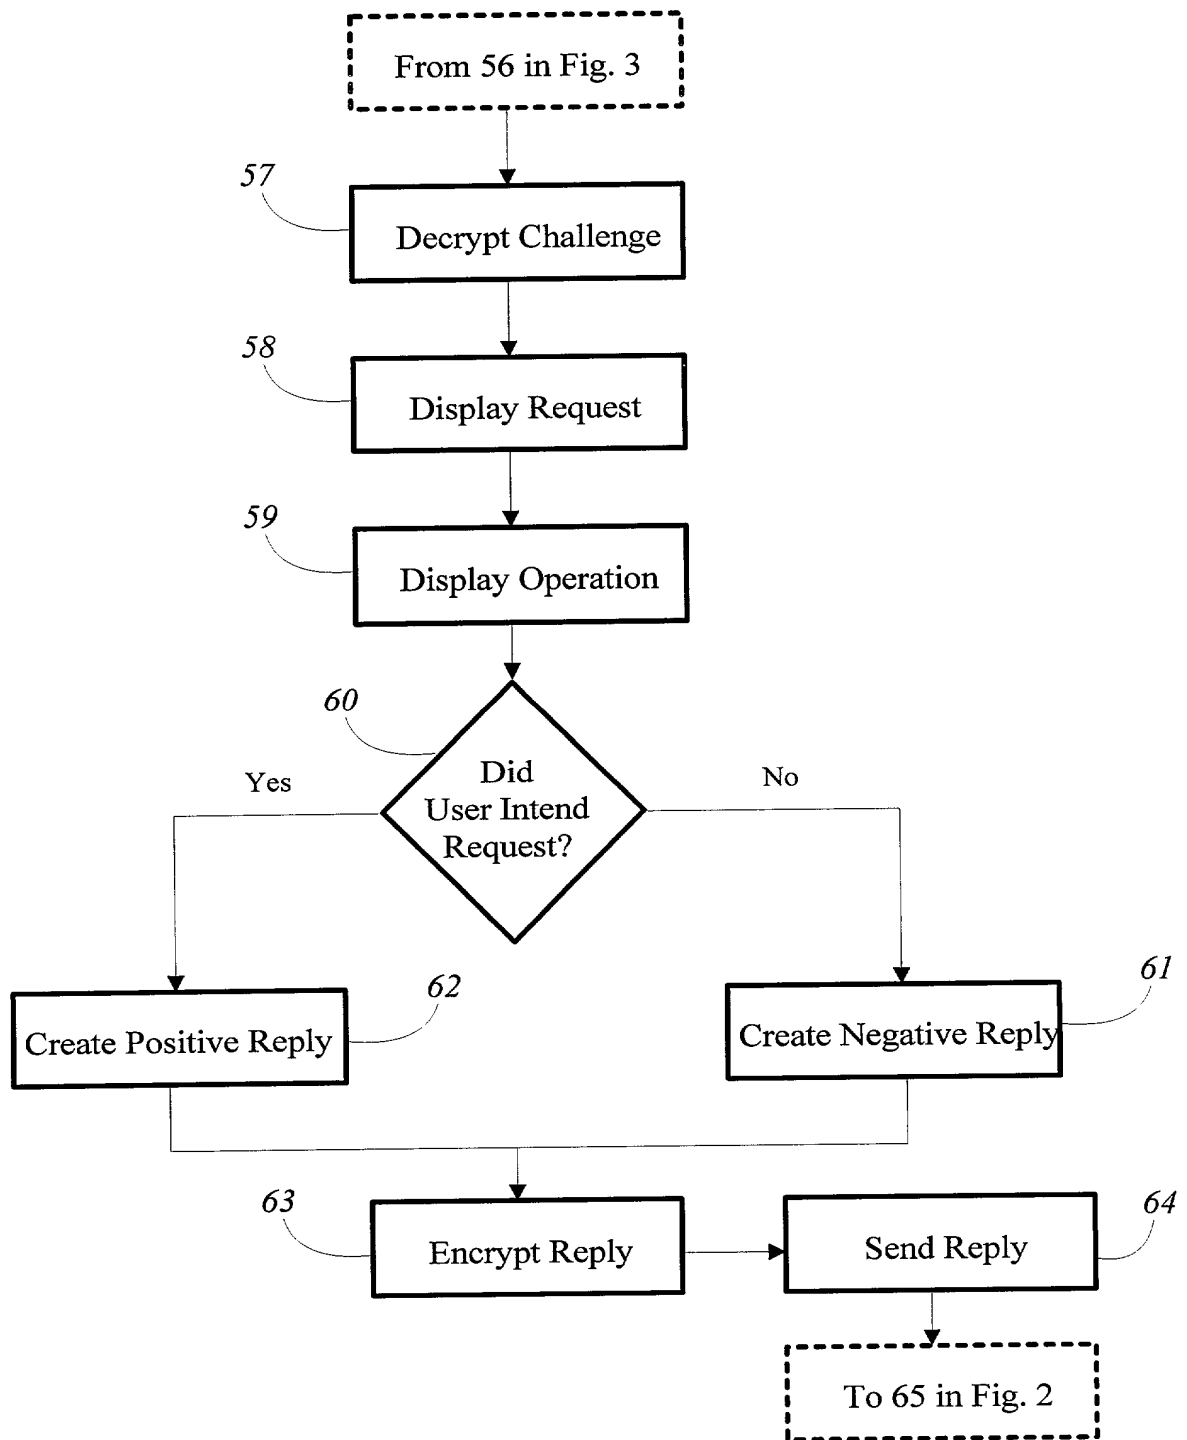 From 56 in Fig. 3
57
Decrypt Challenge
58
Display Request
59
Display Operation
60
Did
User Intend
Request?
Yes
No
62
Create Positive Reply
61
Create Negative Reply
63
Encrypt Reply
64
Send Reply
To 65 in Fig. 2